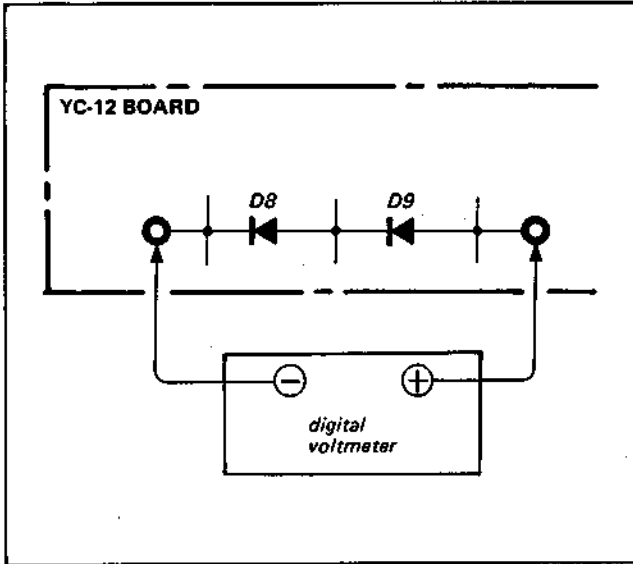 YC-12 BOARD
D8 D9
− +
digital
voltmeter